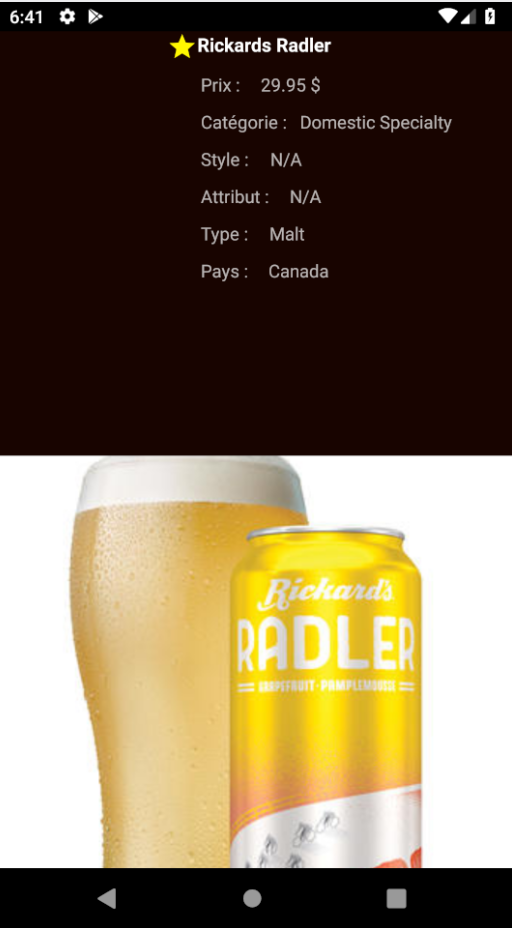 6:41
Rickards Radler
Prix : 29.95 $
Catégorie : Domestic Specialty
Style : N/A
Attribut : N/A
Type : Malt
Pays : Canada
Rickard's
RADLER
GRAPEFRUIT · PAMPLEMOUSSE